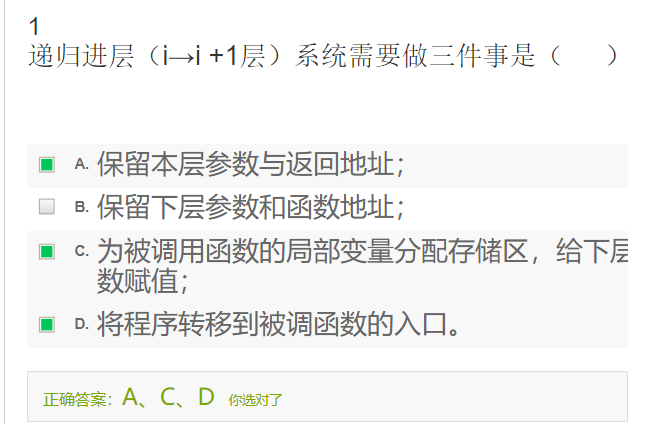 1
递归进层（i→i +1层）系统需要做三件事是（　　）
A. 保留本层参数与返回地址；
B. 保留下层参数和函数地址；
C. 为被调用函数的局部变量分配存储区，给下层
数赋值；
D. 将程序转移到被调函数的入口。
正确答案：A、C、D 你选对了